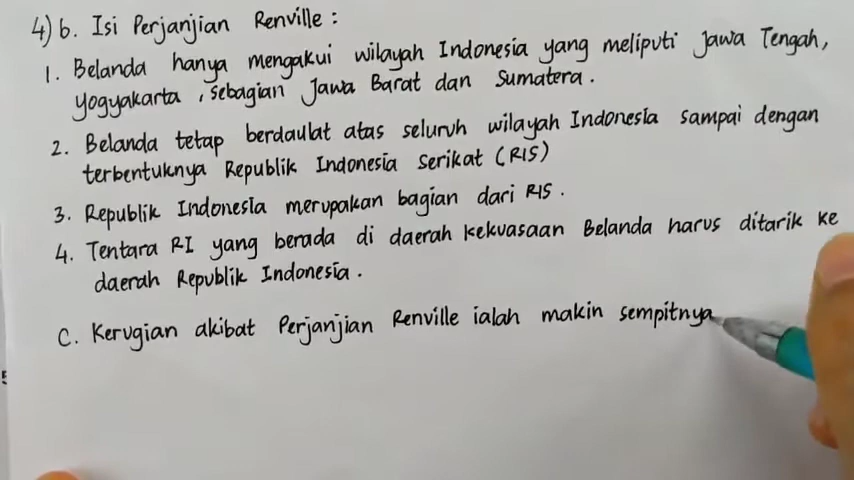 4) b. Isi Perjanjian Renville :
1. Belanda hanya mengakui wilayah Indonesia yang meliputi Jawa Tengah,
Yogyakarta , sebagian Jawa Barat dan Sumatera .
2. Belanda tetap berdaulat atas seluruh wilayah Indonesia sampai dengan
terbentuknya Republik Indonesia Serikat (RIS)
3. Republik Indonesia merupakan bagian dari RIS .
4. Tentara RI yang berada di daerah kekuasaan Belanda harus ditarik ke
daerah Republik Indonesia .
C. Kerugian akibat Perjanjian Renville ialah makin sempitnya